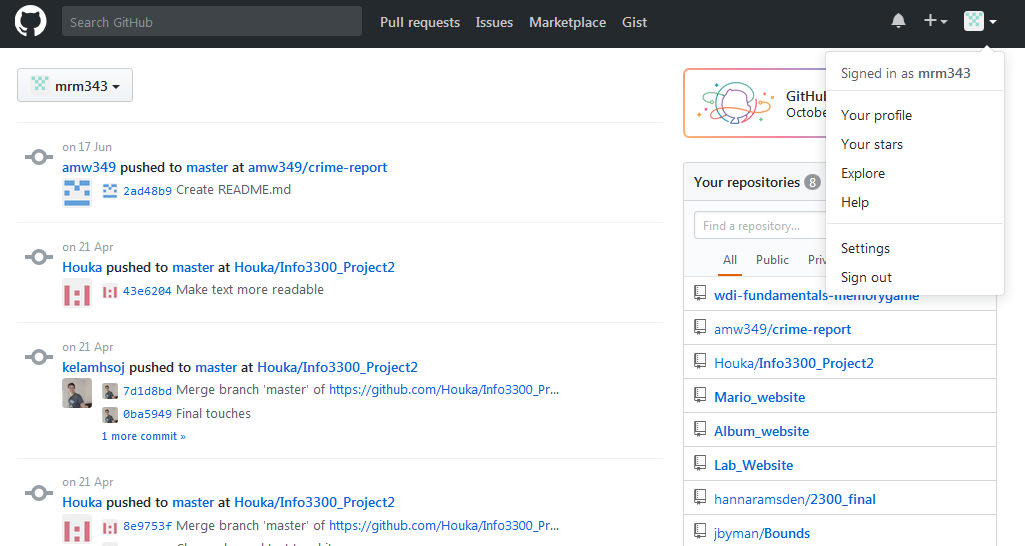 Search GitHub
Pull requests Issues Marketplace Gist
mrm343
on 17 Jun
amw349 pushed to master at amw349/crime-report
2ad48b9 Create README.md
on 21 Apr
Houka pushed to master at Houka/Info3300_Project2
43e6204 Make text more readable
on 21 Apr
kelamhsoj pushed to master at Houka/Info3300_Project2
7d1d8bd Merge branch 'master' of https://github.com/Houka/Info3300_Pr...
0ba5949 Final touches
1 more commit »
on 21 Apr
Houka pushed to master at Houka/Info3300_Project2
8e9753f Merge branch 'master' of https://github.com/Houka/Info3300_Pr...
Signed in as mrm343
Your profile
Your stars
Explore
Help
Settings
Sign out
GitHub
Octobe
Your repositories 8
Find a repository...
All Public Priv
wdi-fundamentals-memorygame
amw349/crime-report
Houka/Info3300_Project2
Mario_website
Album_website
Lab_Website
hannaramsden/2300_final
jbyman/Bounds